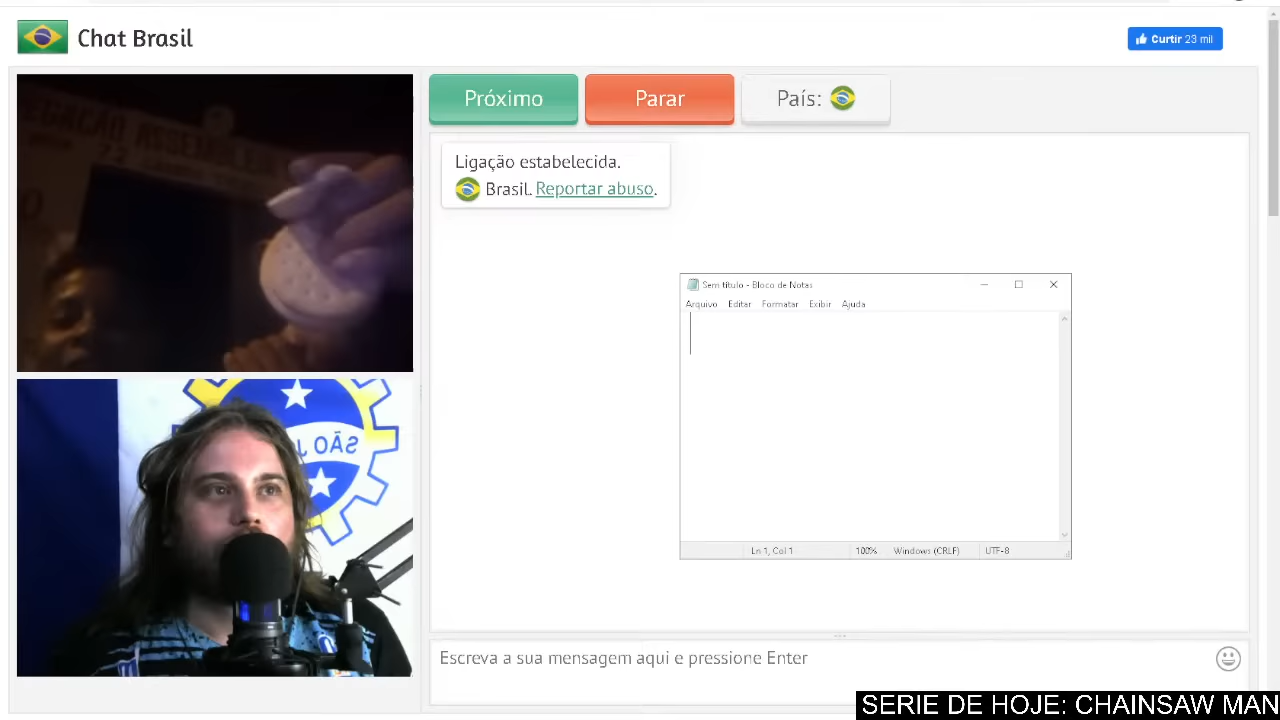 Chat Brasil
Curtir 23 mil
Próximo
Parar
País:
Ligação estabelecida.
Brasil. Reportar abuso.
Sem título - Bloco de Notas
Arquivo Editar Formatar Exibir Ajuda
SÃO J
Ln 1, Col 1 100% Windows (CRLF) UTF-8
Escreva a sua mensagem aqui e pressione Enter
SERIE DE HOJE: CHAINSAW MAN